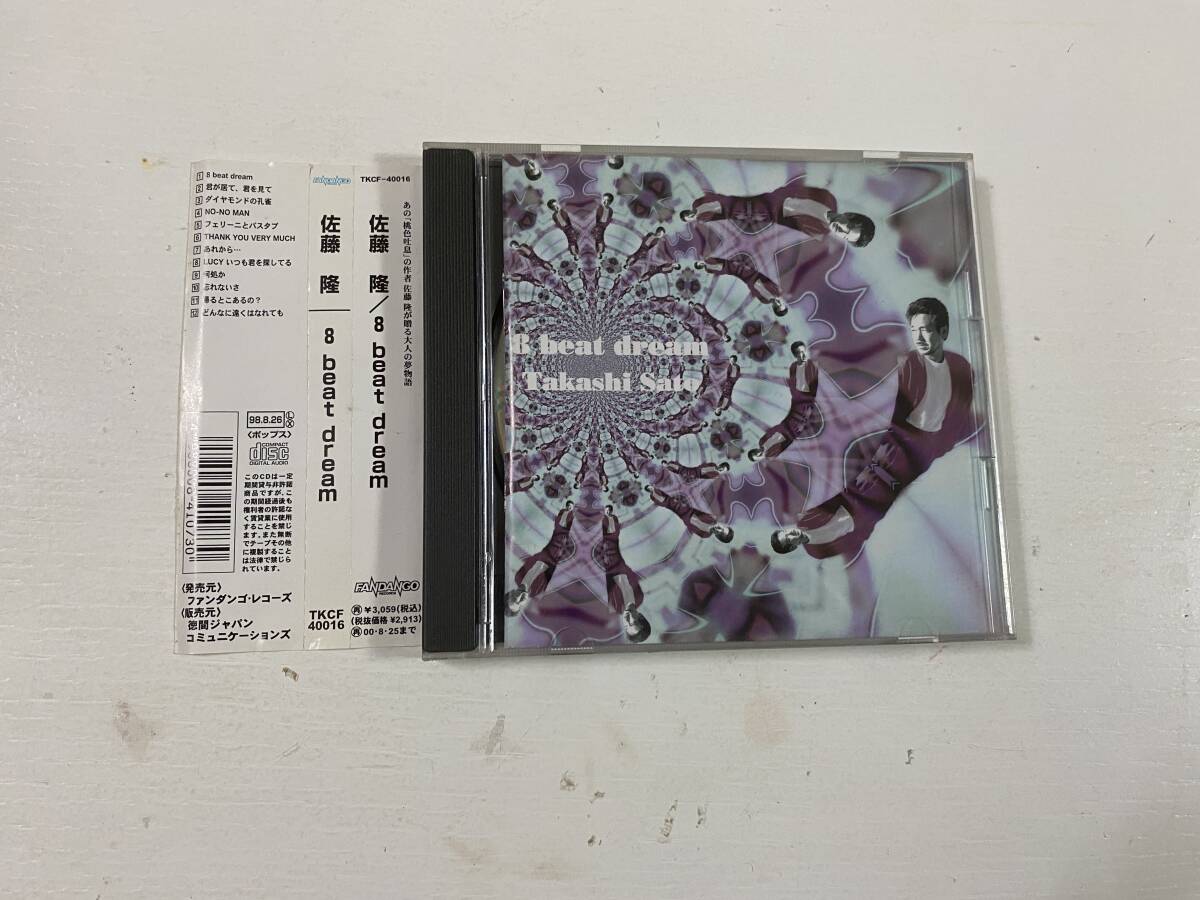 1 8 beat dream
2 君が居て、君を見て
3 ダイヤモンドの孔雀
4 NO-NO MAN
5 フェリーニとバスタブ
6 THANK YOU VERY MUCH
7 あれから…
8 LUCY いつも君を探してる
9 何処か
10 忘れないさ
11 帰るとこあるの?
12 どんなに遠くはなれても
98.8.26
〈ポップス〉
COMPACT
disc
DIGITAL AUDIO
このCDは一定
期間貸与非許諾
商品ですが、この
期間経過後も
権利者の許諾な
く賃貸業に使用
することを禁じ
ます。また無断
でテープその他
に複製することは
法律で禁じら
れています。
〈発売元〉
ファンダンゴ・レコーズ
〈販売元〉
徳間ジャパン
コミュニケーションズ
FANDANGO
佐藤 隆
8 beat dream
TKCF
40016
TKCF-40016
あの「桃色吐息」の作者 佐藤 隆が贈る大人の夢物語
佐藤 隆/8 beat dream
FANDANGO
RECORDS
再 ¥3,059(税込)
(税抜価格 ¥2,913)
再 00・8・25まで
8 beat dream
Takashi Sato